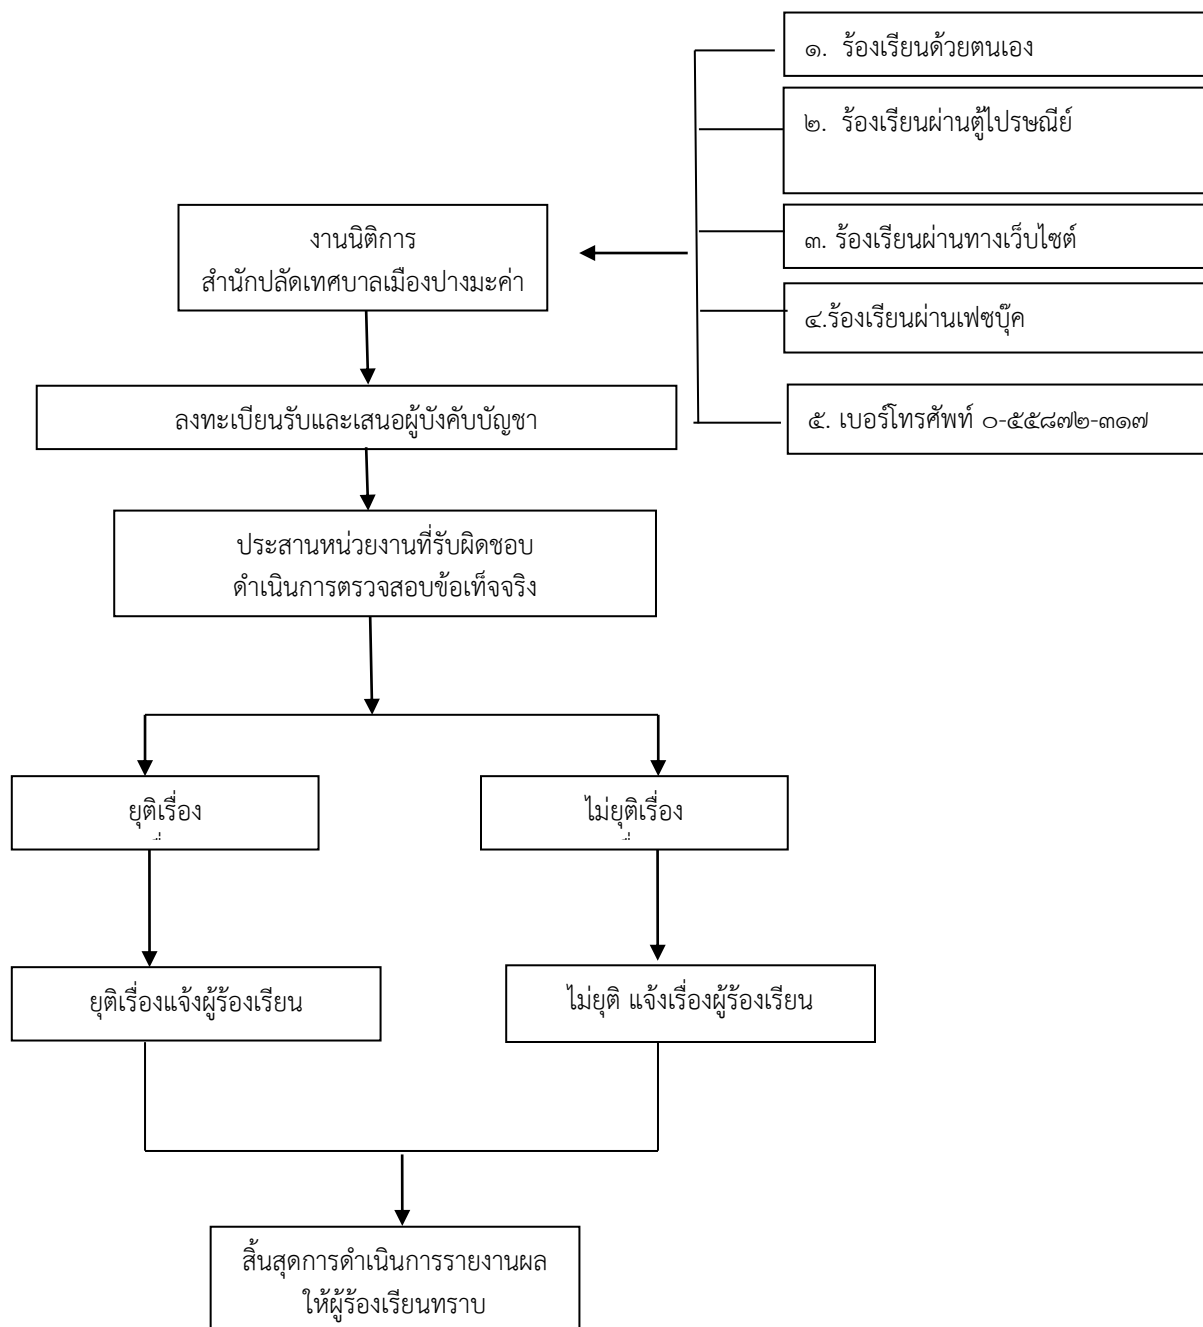 ๑. ร้องเรียนด้วยตนเอง
๒. ร้องเรียนผ่านตู้ไปรษณีย์
๓. ร้องเรียนผ่านทางเว็บไซต์
๔.ร้องเรียนผ่านเฟซบุ๊ค
๕. เบอร์โทรศัพท์ ๐-๕๕๘๗๒-๓๑๗
งานนิติการ
สำนักปลัดเทศบาลเมืองปางมะค่า
ลงทะเบียนรับและเสนอผู้บังคับบัญชา
ประสานหน่วยงานที่รับผิดชอบ
ดำเนินการตรวจสอบข้อเท็จจริง
ยุติเรื่อง
ไม่ยุติเรื่อง
ยุติเรื่องแจ้งผู้ร้องเรียน
ไม่ยุติ แจ้งเรื่องผู้ร้องเรียน
สิ้นสุดการดำเนินการรายงานผล
ให้ผู้ร้องเรียนทราบ